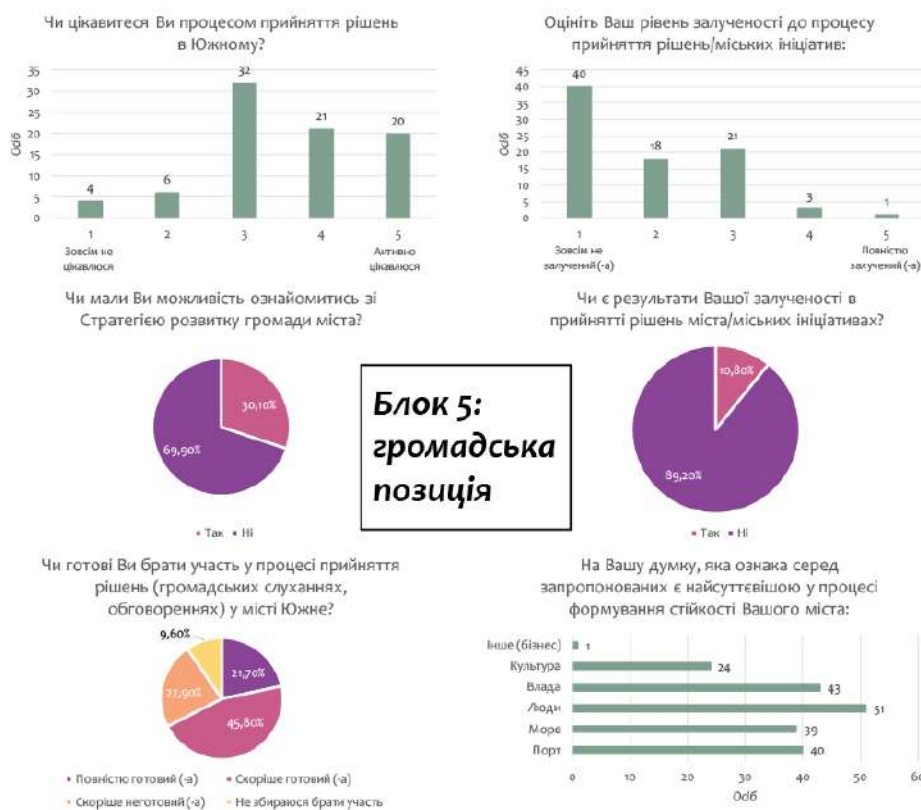 Чи цікавитеся Ви процесом прийняття рішень
в Южному?
Осіб
35
30
25
20
15
10
5
0
4
6
32
21
20
1
2
3
4
5
Зовсім не
цікавлюся
Активно
цікавлюся
Оцініть Ваш рівень залученості до процесу
прийняття рішень/міських ініціатив:
Осіб
45
40
35
30
25
20
15
10
5
0
40
18
21
3
1
1
2
3
4
5
Зовсім не
залучений (-а)
Повністю
залучений (-а)
Чи мали Ви можливість ознайомитись зі
Стратегією розвитку громади міста?
30,10%
69,90%
Так Ні
Блок 5:
громадська
позиція
Чи є результати Вашої залученості в
прийнятті рішень міста/міських ініціативах?
10,80%
89,20%
Так Ні
Чи готові Ви брати участь у процесі прийняття
рішень (громадських слуханнях,
обговореннях) у місті Южне?
9,60%
21,70%
22,90%
45,80%
Повністю готовий (-а) Скоріше готовий (-а)
Скоріше неготовий (-а) Не збираюся брати участь
На Вашу думку, яка ознака серед
запропонованих є найсуттєвішою у процесі
формування стійкості Вашого міста:
Інше (бізнес) 1
Культура 24
Влада 43
Люди 51
Море 39
Порт 40
0 10 20 30 40 50 60
Осіб